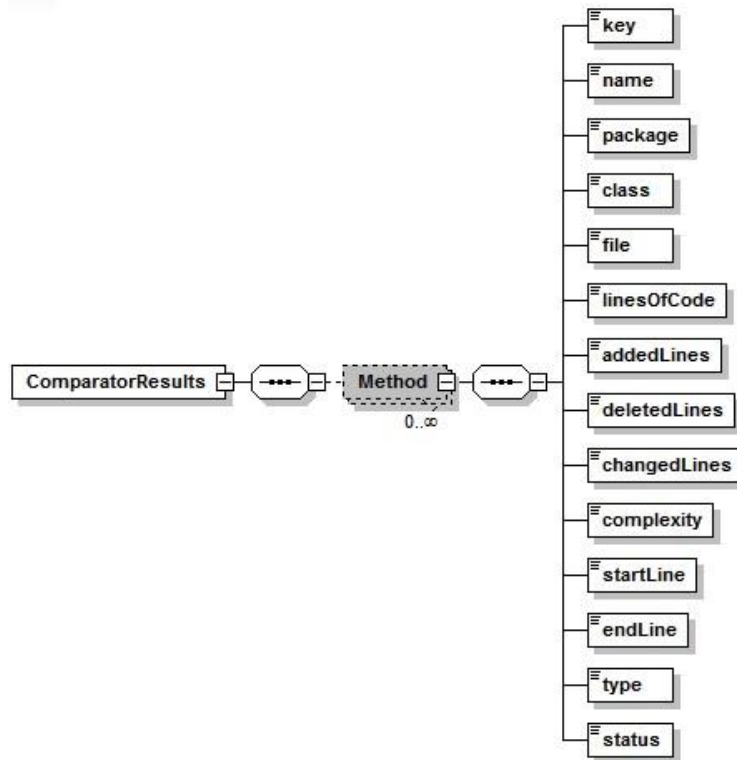 key
name
package
class
file
linesOfCode
addedLines
ComparatorResults
Method
0..∞
deletedLines
changedLines
complexity
startLine
endLine
type
status